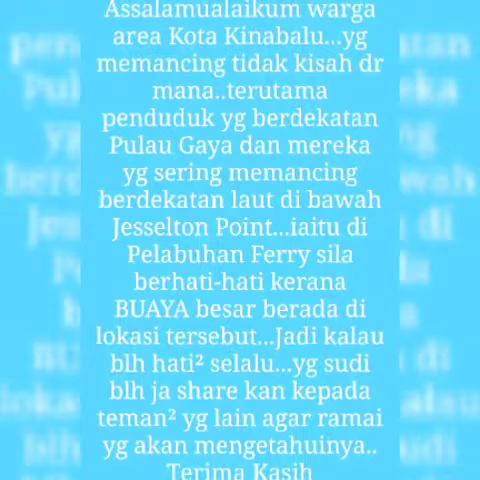 Assalamualaikum warga
area Kota Kinabalu...yg
memancing tidak kisah dr
mana..terutama
penduduk yg berdekatan
Pulau Gaya dan mereka
yg sering memancing
berdekatan laut di bawah
Jesselton Point...iaitu di
Pelabuhan Ferry sila
berhati-hati kerana
BUAYA besar berada di
lokasi tersebut...Jadi kalau
blh hati² selalu...yg sudi
blh ja share kan kepada
teman² yg lain agar ramai
yg akan mengetahuinya..
Terima Kasih